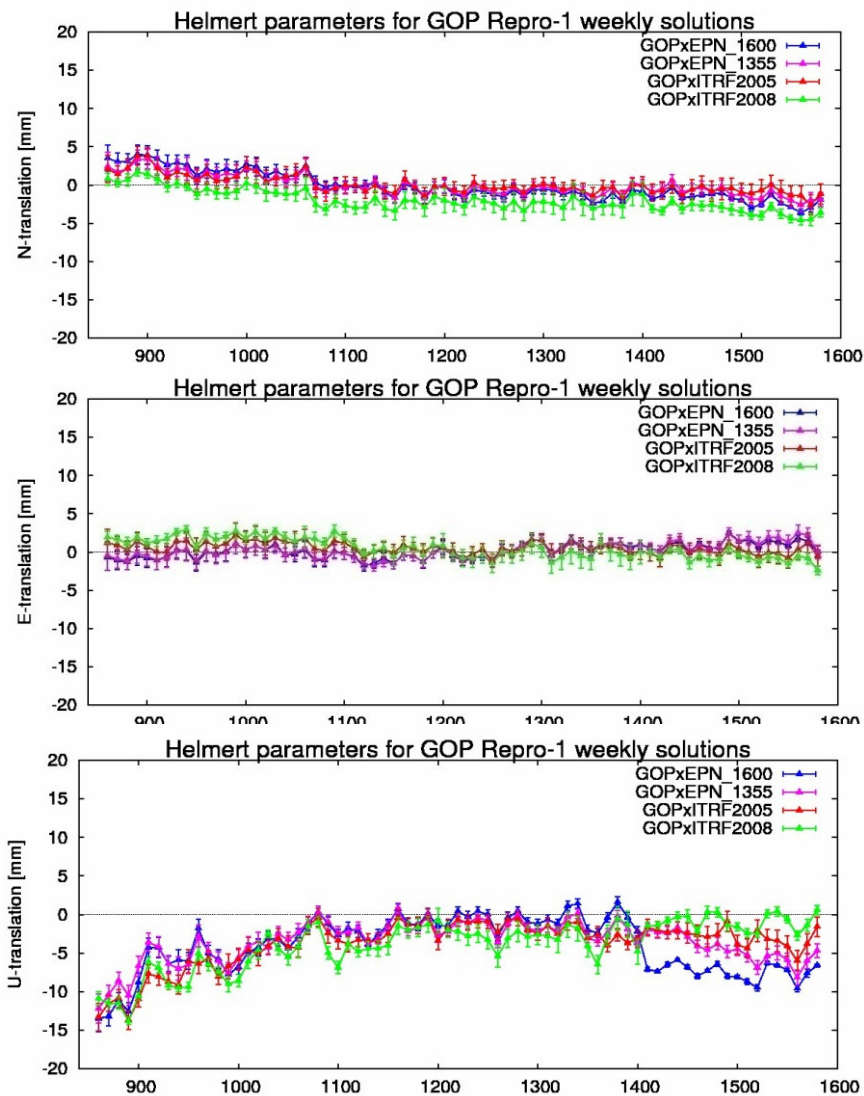 Helmert parameters for GOP Repro-1 weekly solutions
20
15
10
5
0
-5
-10
-15
-20
N-translation [mm]
GOPxEPN_1600
GOPxEPN_1355
GOPxITRF2005
GOPxITRF2008
900 1000 1100 1200 1300 1400 1500 1600
Helmert parameters for GOP Repro-1 weekly solutions
20
15
10
5
0
-5
-10
-15
-20
E-translation [mm]
GOPxEPN_1600
GOPxEPN_1355
GOPxITRF2005
GOPxITRF2008
900 1000 1100 1200 1300 1400 1500 1600
Helmert parameters for GOP Repro-1 weekly solutions
20
15
10
5
0
-5
-10
-15
-20
U-translation [mm]
GOPxEPN_1600
GOPxEPN_1355
GOPxITRF2005
GOPxITRF2008
900 1000 1100 1200 1300 1400 1500 1600